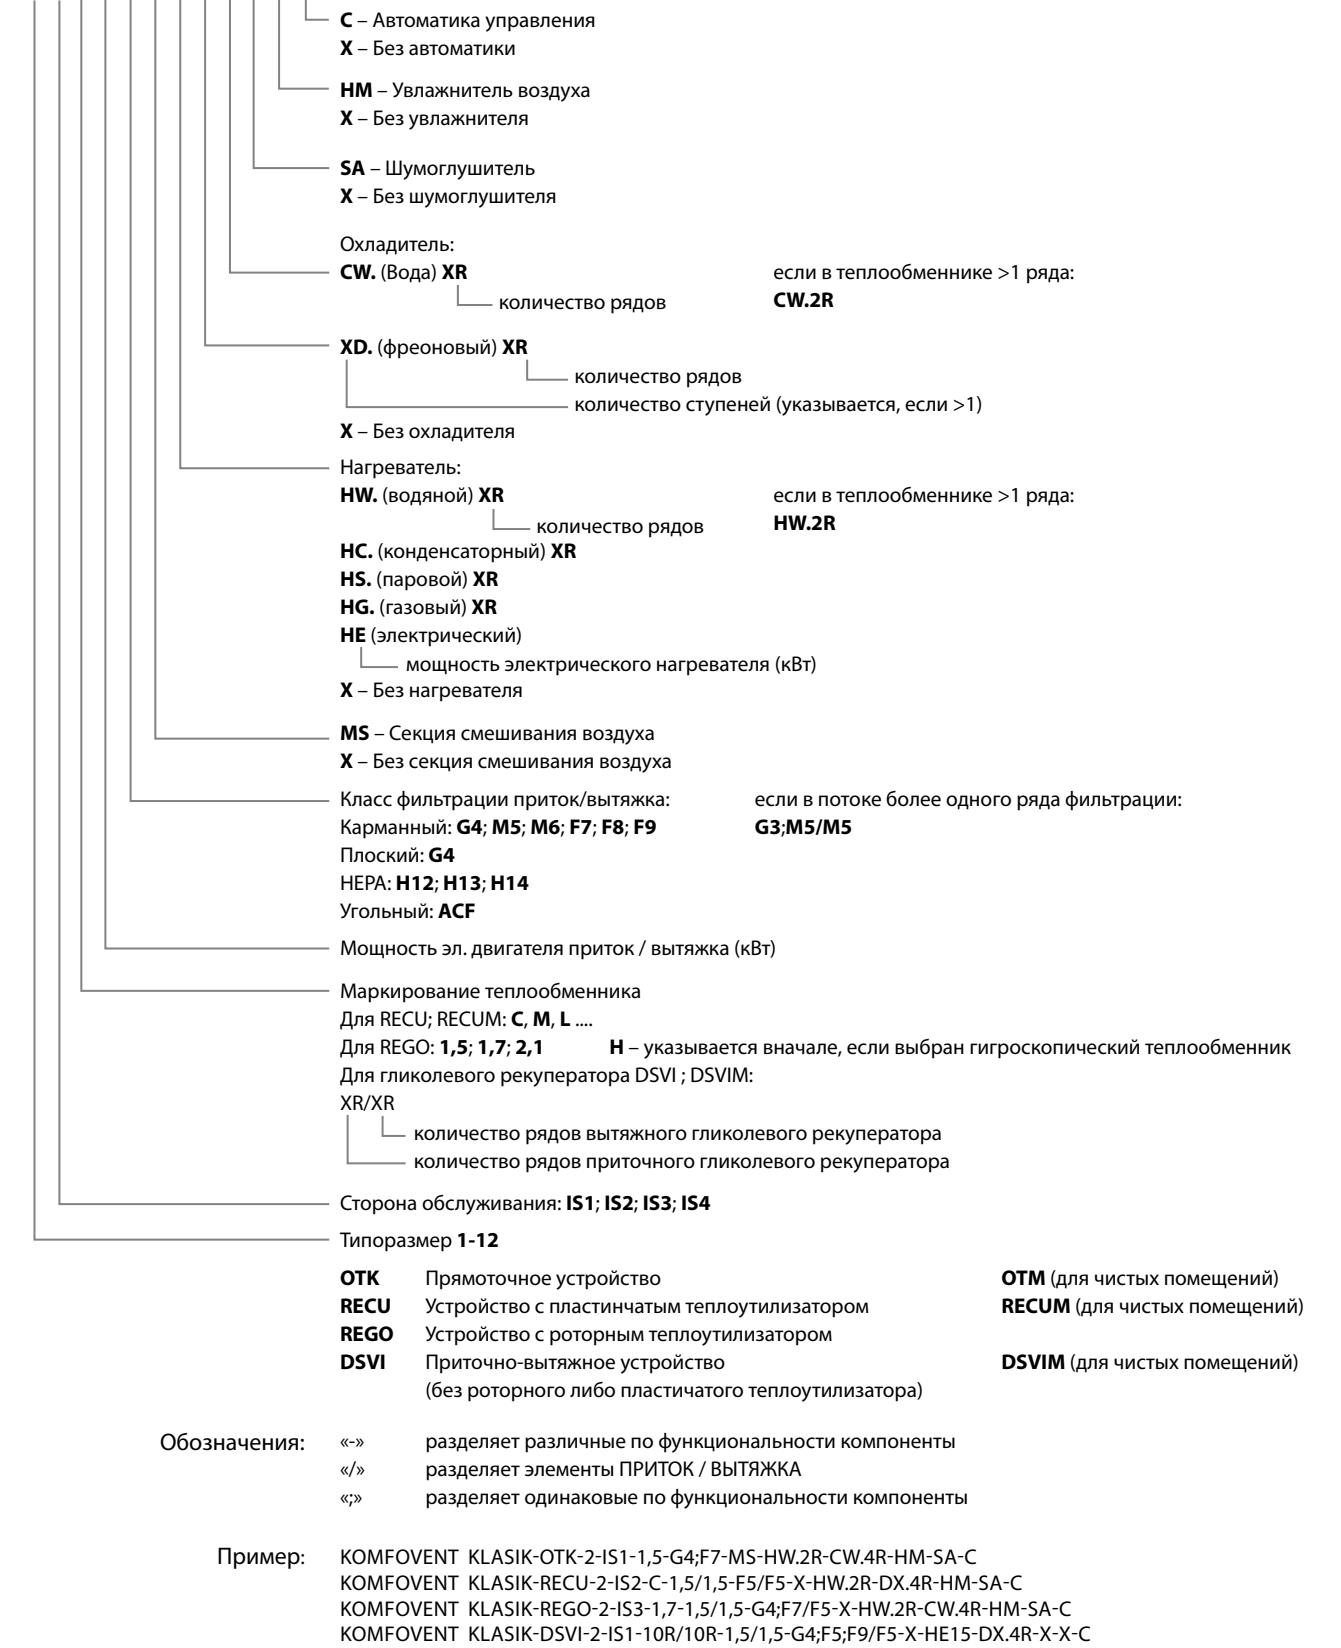 C – Автоматика управления
X – Без автоматики
HM – Увлажнитель воздуха
X – Без увлажнителя
SA – Шумоглушитель
X – Без шумоглушителя
Охладитель:
CW. (Вода) XR если в теплообменнике >1 ряда:
количество рядов CW.2R
XD. (фреоновый) XR
количество рядов
количество ступеней (указывается, если >1)
X – Без охладителя
Нагреватель:
HW. (водяной) XR если в теплообменнике >1 ряда:
количество рядов HW.2R
HC. (конденсаторный) XR
HS. (паровой) XR
HG. (газовый) XR
HE (электрический)
мощность электрического нагревателя (кВт)
X – Без нагревателя
MS – Секция смешивания воздуха
X – Без секция смешивания воздуха
Класс фильтрации приток/вытяжка: если в потоке более одного ряда фильтрации:
Карманный: G4; M5; M6; F7; F8; F9 G3;M5/M5
Плоский: G4
HEPA: H12; H13; H14
Угольный: ACF
Мощность эл. двигателя приток / вытяжка (кВт)
Маркирование теплообменника
Для RECU; RECUM: C, M, L ....
Для REGO: 1,5; 1,7; 2,1 H – указывается вначале, если выбран гигроскопический теплообменник
Для гликолевого рекуператора DSVI ; DSVIM:
XR/XR
количество рядов вытяжного гликолевого рекуператора
количество рядов приточного гликолевого рекуператора
Сторона обслуживания: IS1; IS2; IS3; IS4
Типоразмер 1-12
OTK Прямоточное устройство OTM (для чистых помещений)
RECU Устройство с пластинчатым теплоутилизатором RECUM (для чистых помещений)
REGO Устройство с роторным теплоутилизатором
DSVI Приточно-вытяжное устройство DSVIM (для чистых помещений)
(без роторного либо пластичатого теплоутилизатора)
Обозначения: «-» разделяет различные по функциональности компоненты
«/» разделяет элементы ПРИТОК / ВЫТЯЖКА
«;» разделяет одинаковые по функциональности компоненты
Пример: KOMFOVENT KLASIK-OTK-2-IS1-1,5-G4;F7-MS-HW.2R-CW.4R-HM-SA-C
KOMFOVENT KLASIK-RECU-2-IS2-C-1,5/1,5-F5/F5-X-HW.2R-DX.4R-HM-SA-C
KOMFOVENT KLASIK-REGO-2-IS3-1,7-1,5/1,5-G4;F7/F5-X-HW.2R-CW.4R-HM-SA-C
KOMFOVENT KLASIK-DSVI-2-IS1-10R/10R-1,5/1,5-G4;F5;F9/F5-X-HE15-DX.4R-X-X-C